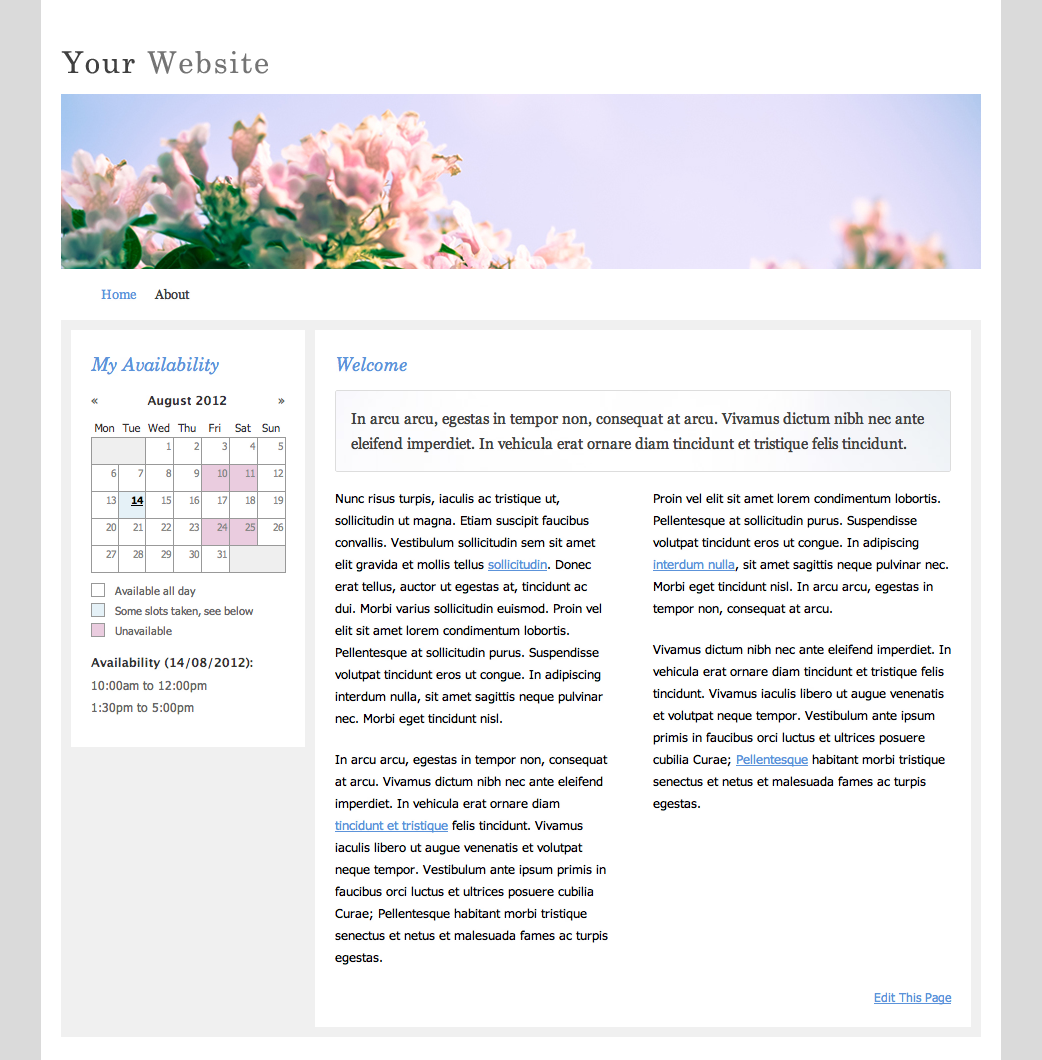 Your Website
Home About
My Availability
« August 2012 »
Mon Tue Wed Thu Fri Sat Sun
1 2 3 4 5
6 7 8 9 10 11 12
13 14 15 16 17 18 19
20 21 22 23 24 25 26
27 28 29 30 31
Available all day
Some slots taken, see below
Unavailable
Availability (14/08/2012):
10:00am to 12:00pm
1:30pm to 5:00pm
Welcome
In arcu arcu, egestas in tempor non, consequat at arcu. Vivamus dictum nibh nec ante
eleifend imperdiet. In vehicula erat ornare diam tincidunt et tristique felis tincidunt.
Nunc risus turpis, iaculis ac tristique ut,
sollicitudin ut magna. Etiam suscipit faucibus
convallis. Vestibulum sollicitudin sem sit amet
elit gravida et mollis tellus sollicitudin. Donec
erat tellus, auctor ut egestas at, tincidunt ac
dui. Morbi varius sollicitudin euismod. Proin vel
elit sit amet lorem condimentum lobortis.
Pellentesque at sollicitudin purus. Suspendisse
volutpat tincidunt eros ut congue. In adipiscing
interdum nulla, sit amet sagittis neque pulvinar
nec. Morbi eget tincidunt nisl.
In arcu arcu, egestas in tempor non, consequat
at arcu. Vivamus dictum nibh nec ante eleifend
imperdiet. In vehicula erat ornare diam
tincidunt et tristique felis tincidunt. Vivamus
iaculis libero ut augue venenatis et volutpat
neque tempor. Vestibulum ante ipsum primis in
faucibus orci luctus et ultrices posuere cubilia
Curae; Pellentesque habitant morbi tristique
senectus et netus et malesuada fames ac turpis
egestas.
Proin vel elit sit amet lorem condimentum lobortis.
Pellentesque at sollicitudin purus. Suspendisse
volutpat tincidunt eros ut congue. In adipiscing
interdum nulla, sit amet sagittis neque pulvinar nec.
Morbi eget tincidunt nisl. In arcu arcu, egestas in
tempor non, consequat at arcu.
Vivamus dictum nibh nec ante eleifend imperdiet. In
vehicula erat ornare diam tincidunt et tristique felis
tincidunt. Vivamus iaculis libero ut augue venenatis
et volutpat neque tempor. Vestibulum ante ipsum
primis in faucibus orci luctus et ultrices posuere
cubilia Curae; Pellentesque habitant morbi tristique
senectus et netus et malesuada fames ac turpis
egestas.
Edit This Page